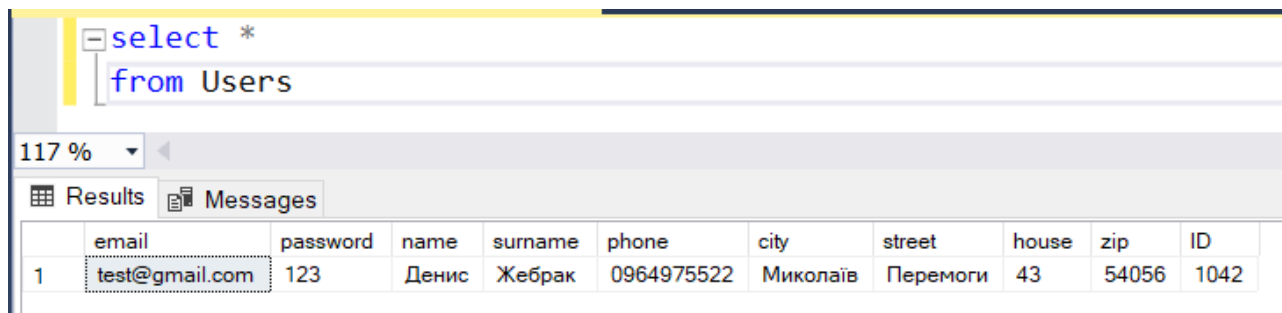 select *
from Users
117 %
Results Messages
email password name surname phone city street house zip ID
1 test@gmail.com 123 Денис Жебрак 0964975522 Миколаїв Перемоги 43 54056 1042